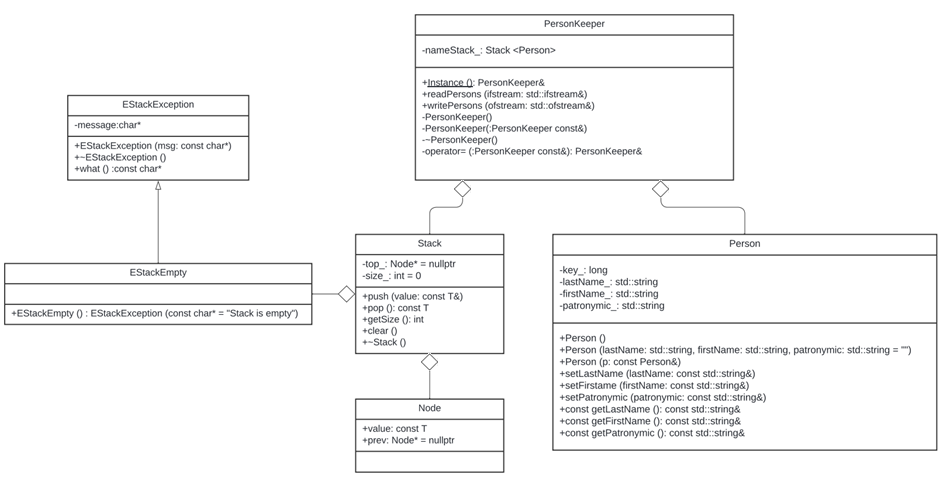 PersonKeeper
-nameStack_: Stack <Person>
+Instance (): PersonKeeper&
+readPersons (ifstream: std::ifstream&)
+writePersons (ofstream: std::ofstream&)
-PersonKeeper()
-PersonKeeper(:PersonKeeper const&)
-~PersonKeeper()
-operator= (:PersonKeeper const&): PersonKeeper&
EStackException
-message:char*
+EStackException (msg: const char*)
+~EStackException ()
+what () :const char*
EStackEmpty
+EStackEmpty () : EStackException (const char* = "Stack is empty")
Stack
-top_: Node* = nullptr
-size_: int = 0
+push (value: const T&)
+pop (): const T
+getSize (): int
+clear ()
+~Stack ()
Person
-key_: long
-lastName_: std::string
-firstName_: std::string
-patronymic_: std::string
+Person ()
+Person (lastName: std::string, firstName: std::string, patronymic: std::string = "")
+Person (p: const Person&)
+setLastName (lastName: const std::string&)
+setFirstame (firstName: const std::string&)
+setPatronymic (patronymic: const std::string&)
+const getLastName (): const std::string&
+const getFirstName (): const std::string&
+const getPatronymic (): const std::string&
Node
+value: const T
+prev: Node* = nullptr